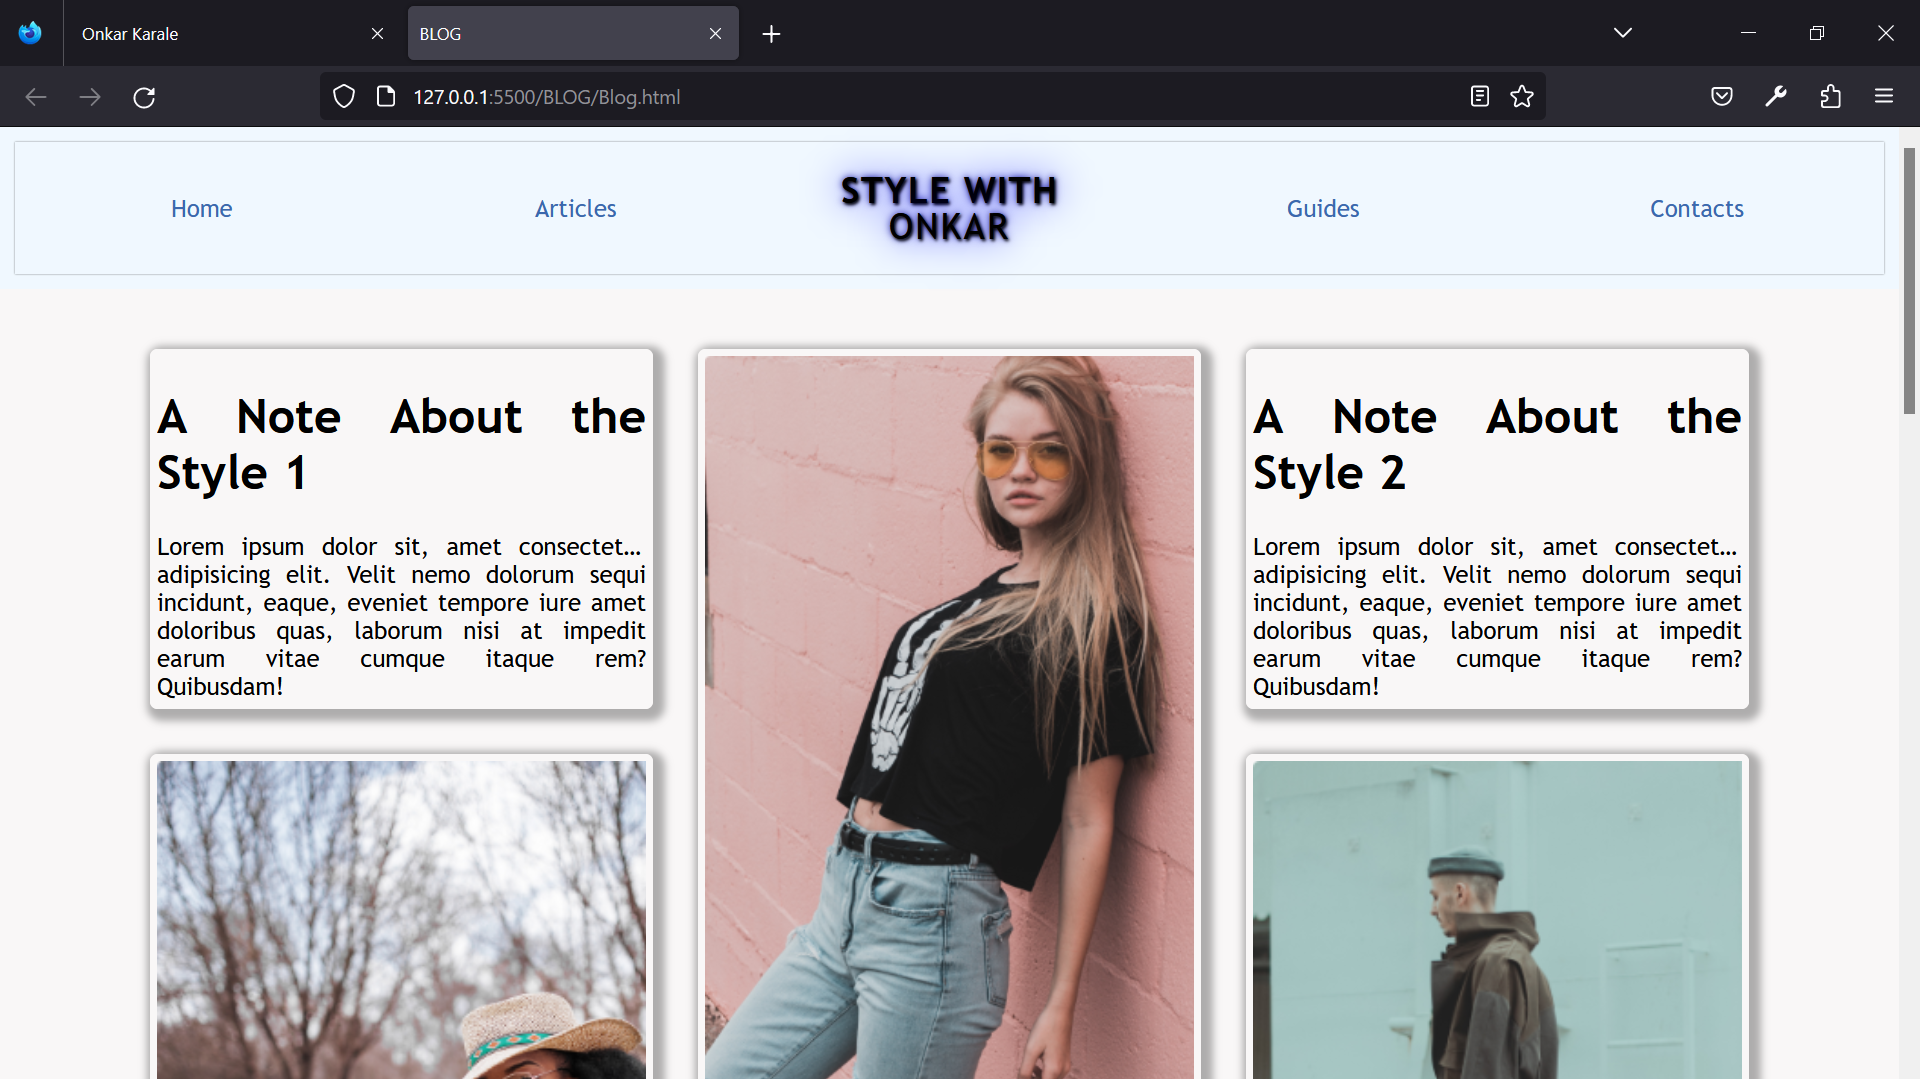 Onkar Karale
BLOG
127.0.0.1:5500/BLOG/Blog.html
Home
Articles
STYLE WITH
ONKAR
Guides
Contacts
A Note About the
Style 1
Lorem ipsum dolor sit, amet consectet...
adipisicing elit. Velit nemo dolorum sequi
incidunt, eaque, eveniet tempore iure amet
doloribus quas, laborum nisi at impedit
earum vitae cumque itaque rem?
Quibusdam!
A Note About the
Style 2
Lorem ipsum dolor sit, amet consectet...
adipisicing elit. Velit nemo dolorum sequi
incidunt, eaque, eveniet tempore iure amet
doloribus quas, laborum nisi at impedit
earum vitae cumque itaque rem?
Quibusdam!